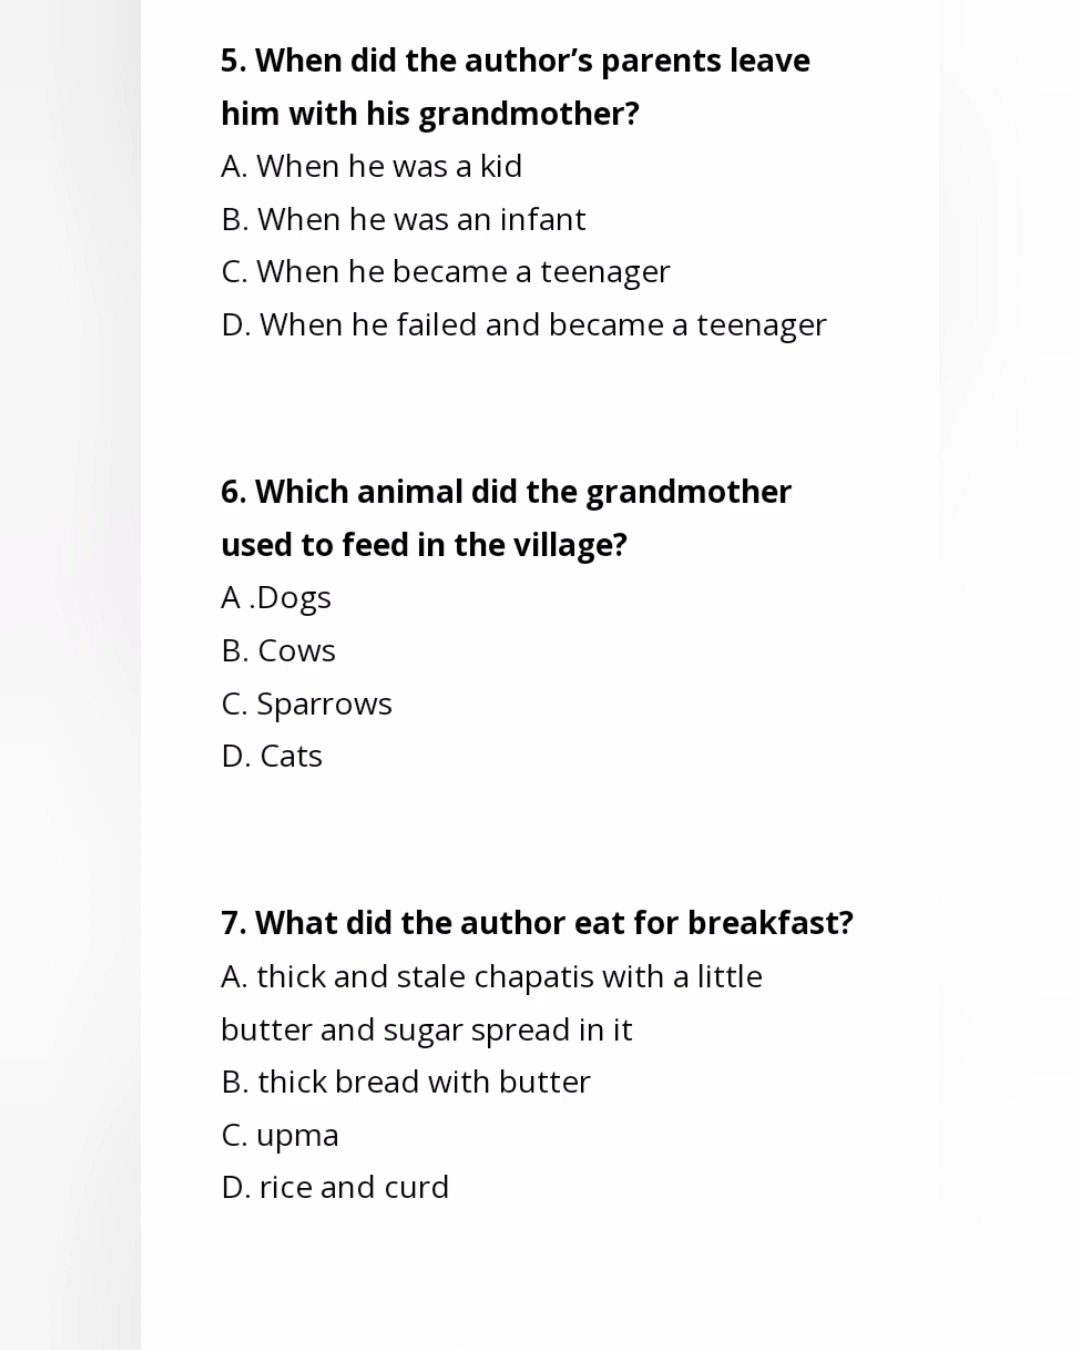 5. When did the author’s parents leave
him with his grandmother?
A. When he was a kid
B. When he was an infant
C. When he became a teenager
D. When he failed and became a teenager
6. Which animal did the grandmother
used to feed in the village?
A .Dogs
B. Cows
C. Sparrows
D. Cats
7. What did the author eat for breakfast?
A. thick and stale chapatis with a little
butter and sugar spread in it
B. thick bread with butter
C. upma
D. rice and curd